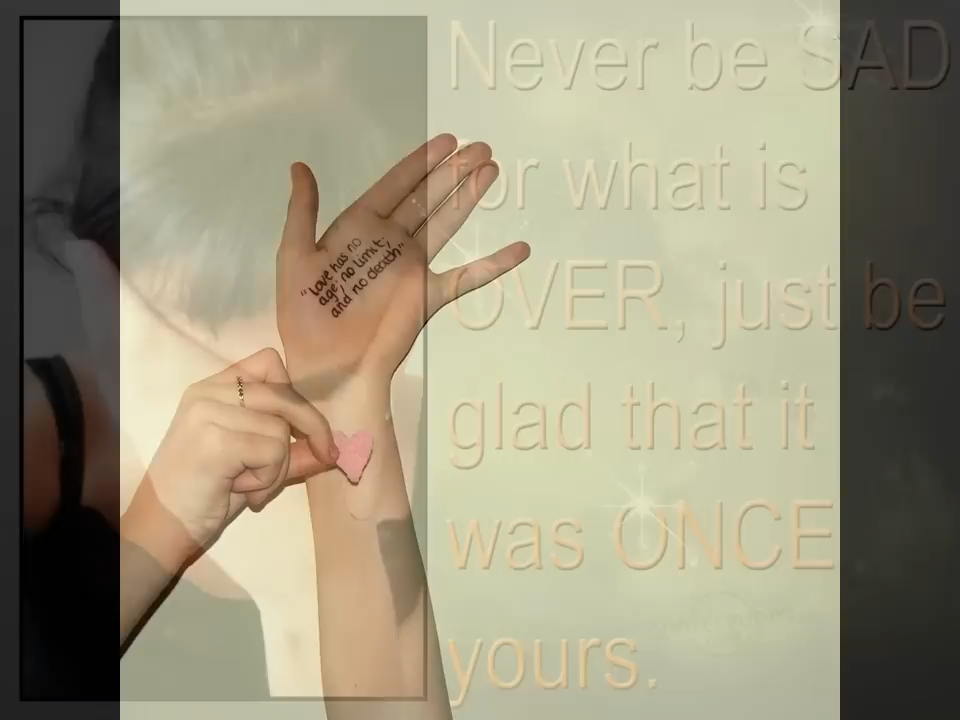 Never be SAD
for what is
OVER, just be
glad that it
was ONCE
yours.
"love has no
age, no limit;
and no death"